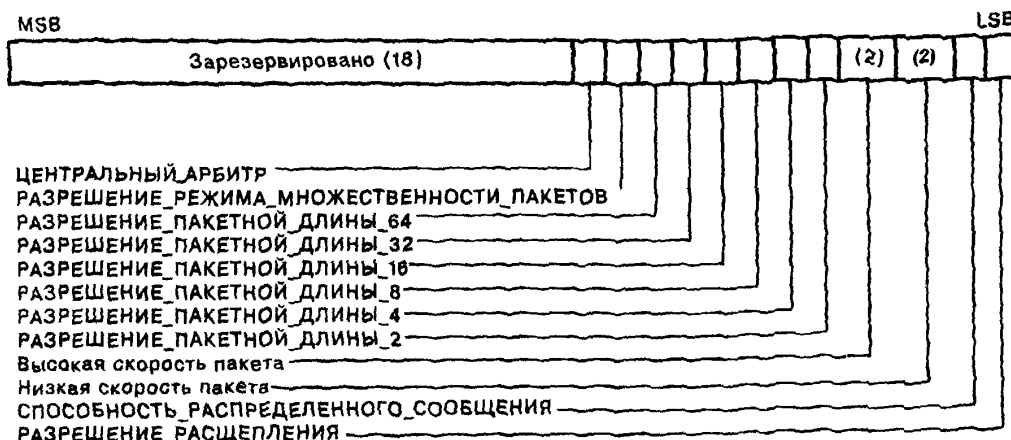 MSB LSB
Зарезервировано (18) (2) (2)
ЦЕНТРАЛЬНЫЙ_АРБИТР
РАЗРЕШЕНИЕ_РЕЖИМА_МНОЖЕСТВЕННОСТИ_ПАКЕТОВ
РАЗРЕШЕНИЕ_ПАКЕТНОЙ_ДЛИНЫ_64
РАЗРЕШЕНИЕ_ПАКЕТНОЙ_ДЛИНЫ_32
РАЗРЕШЕНИЕ_ПАКЕТНОЙ_ДЛИНЫ_16
РАЗРЕШЕНИЕ_ПАКЕТНОЙ_ДЛИНЫ_8
РАЗРЕШЕНИЕ_ПАКЕТНОЙ_ДЛИНЫ_4
РАЗРЕШЕНИЕ_ПАКЕТНОЙ_ДЛИНЫ_2
Высокая скорость пакета
Низкая скорость пакета
СПОСОБНОСТЬ_РАСПРЕДЕЛЕННОГО_СООБЩЕНИЯ
РАЗРЕШЕНИЕ_РАСЩЕПЛЕНИЯ